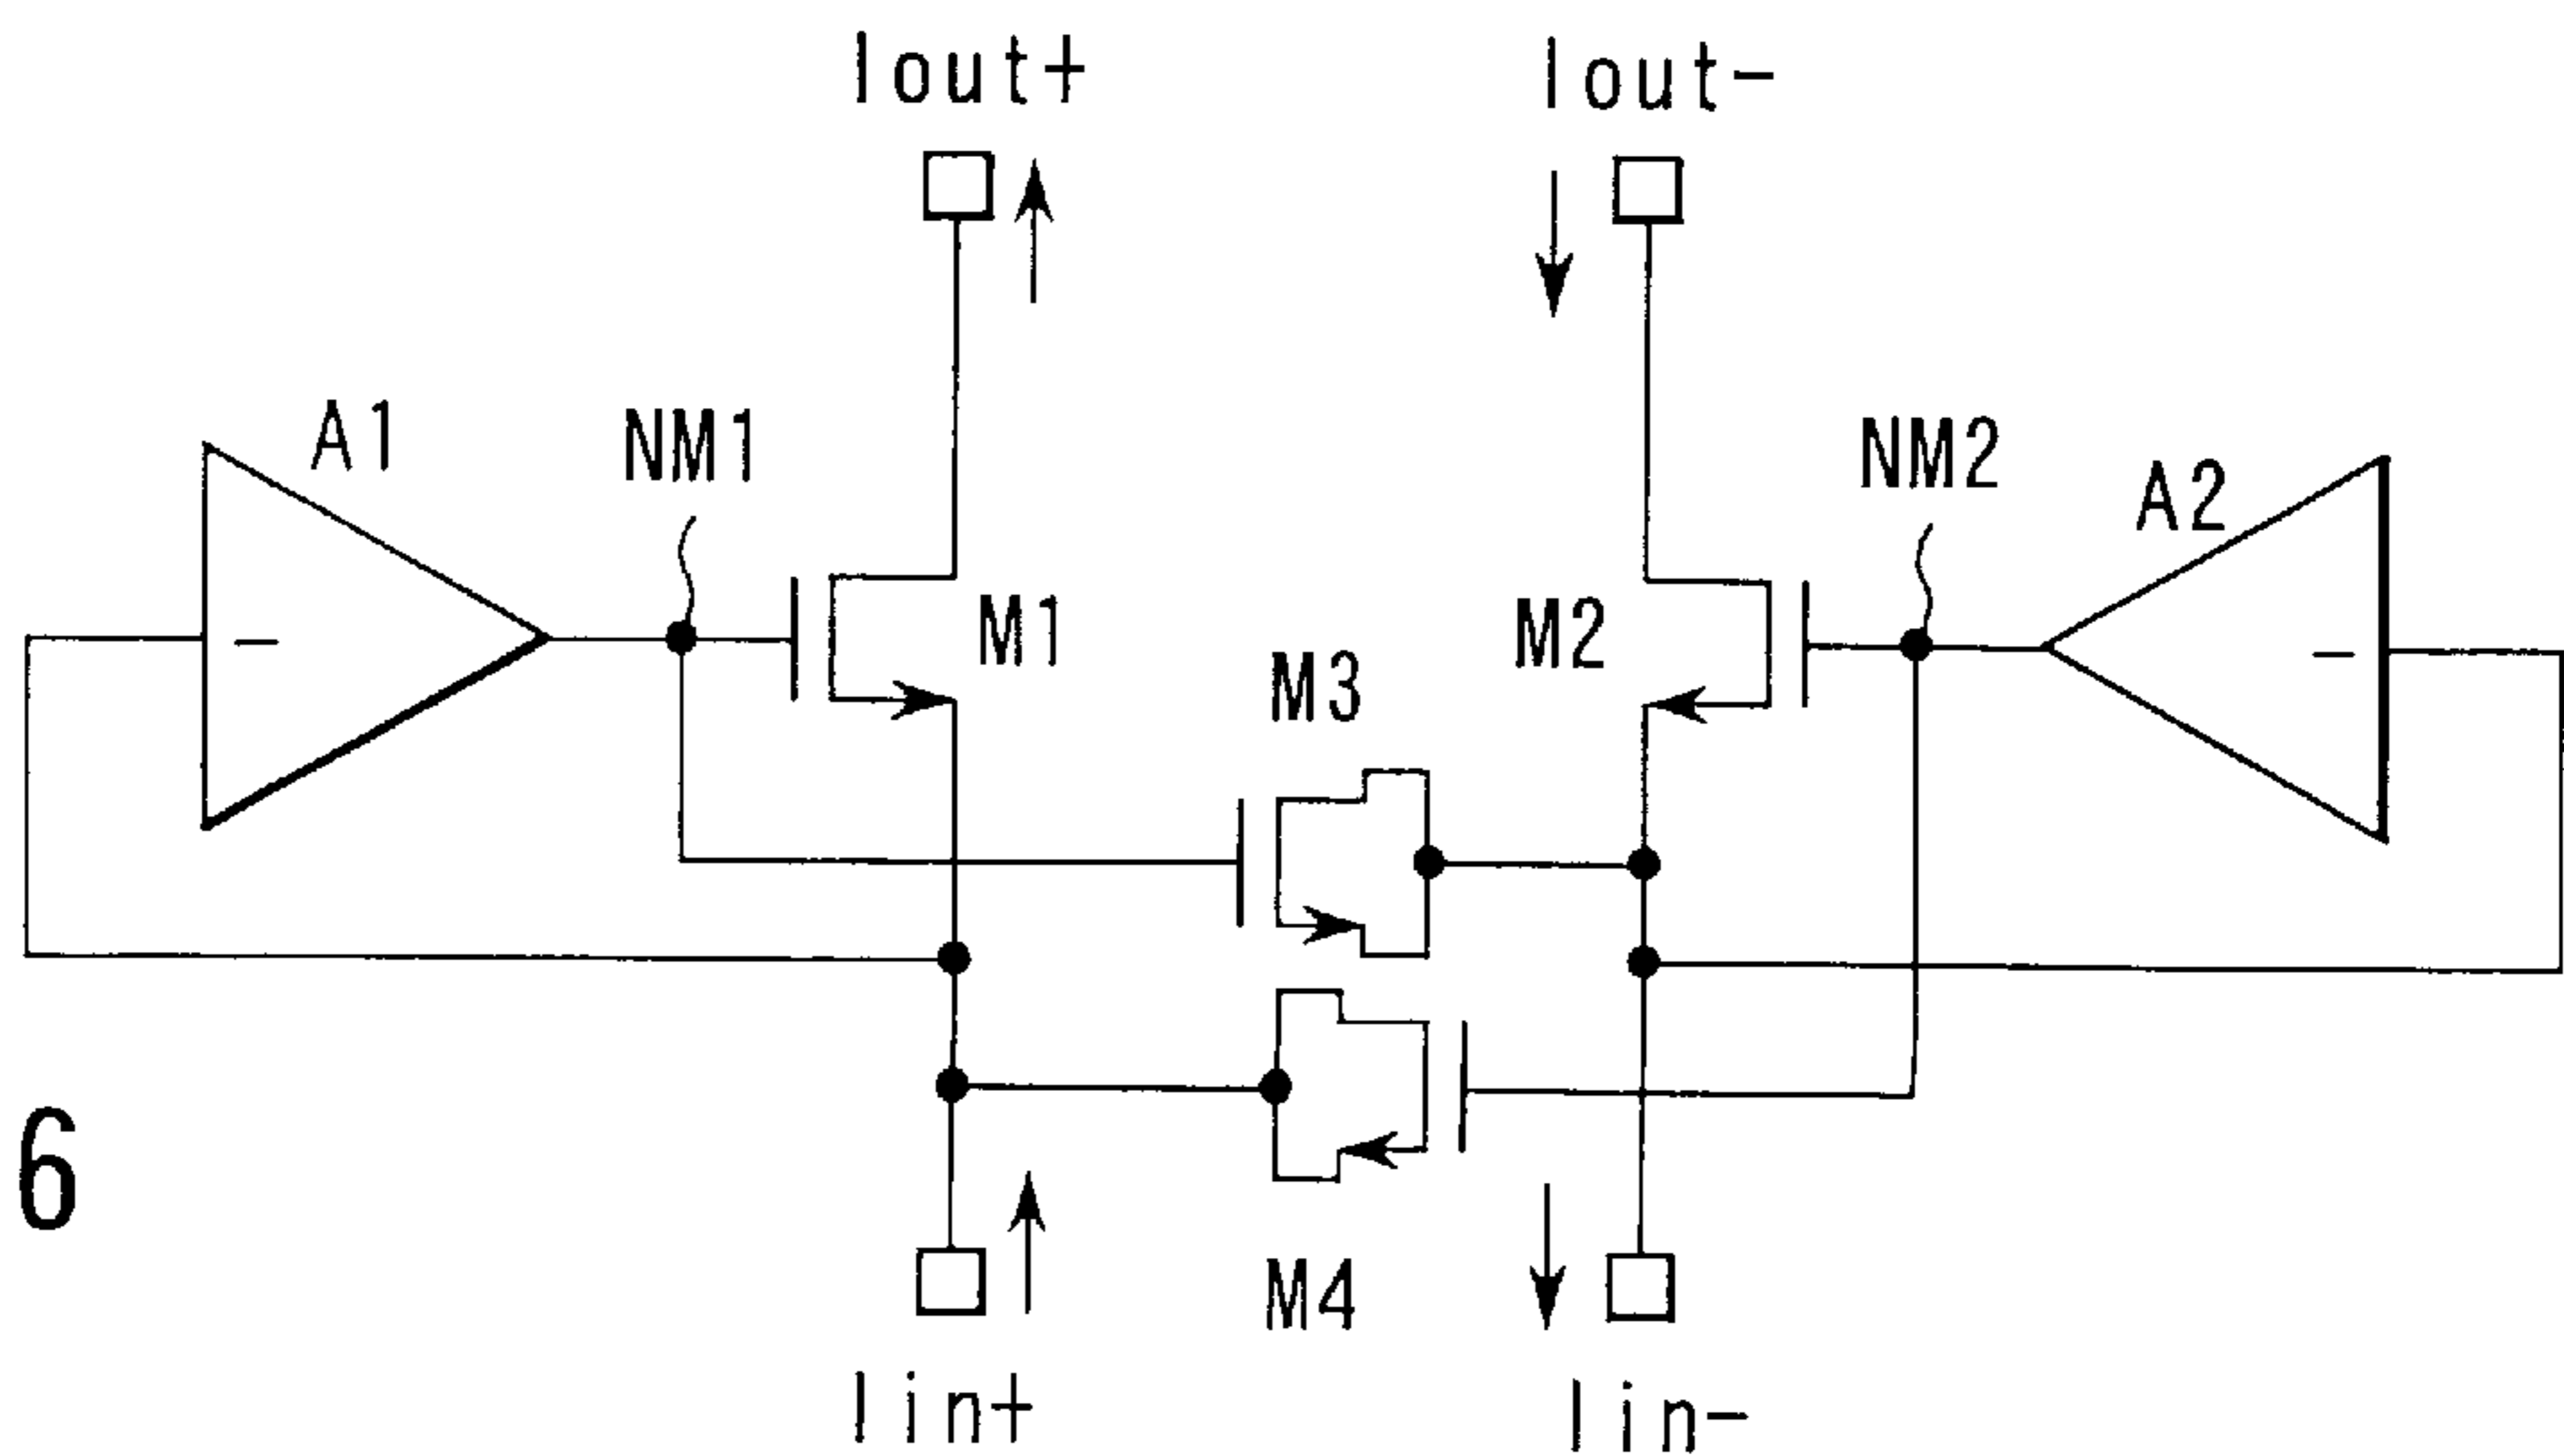 Iout+ Iout-
A1 NM1 NM2 A2
M1 M2
M3
-
-
6
M4
Iin+ Iin-